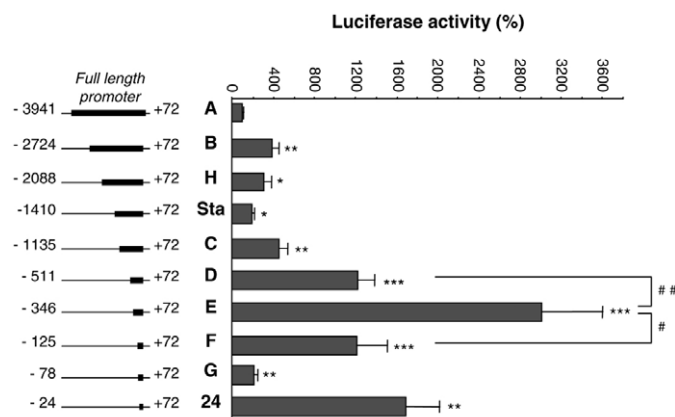 Luciferase activity (%)
0 400 800 1200 1600 2000 2400 2800 3200 3600
Full length
promoter
- 3941 +72 A
- 2724 +72 B **
- 2088 +72 H *
-1410 +72 Sta *
- 1135 +72 C **
- 511 +72 D ***
# #
- 346 +72 E ***
#
- 125 +72 F ***
- 78 +72 G **
- 24 +72 24 **